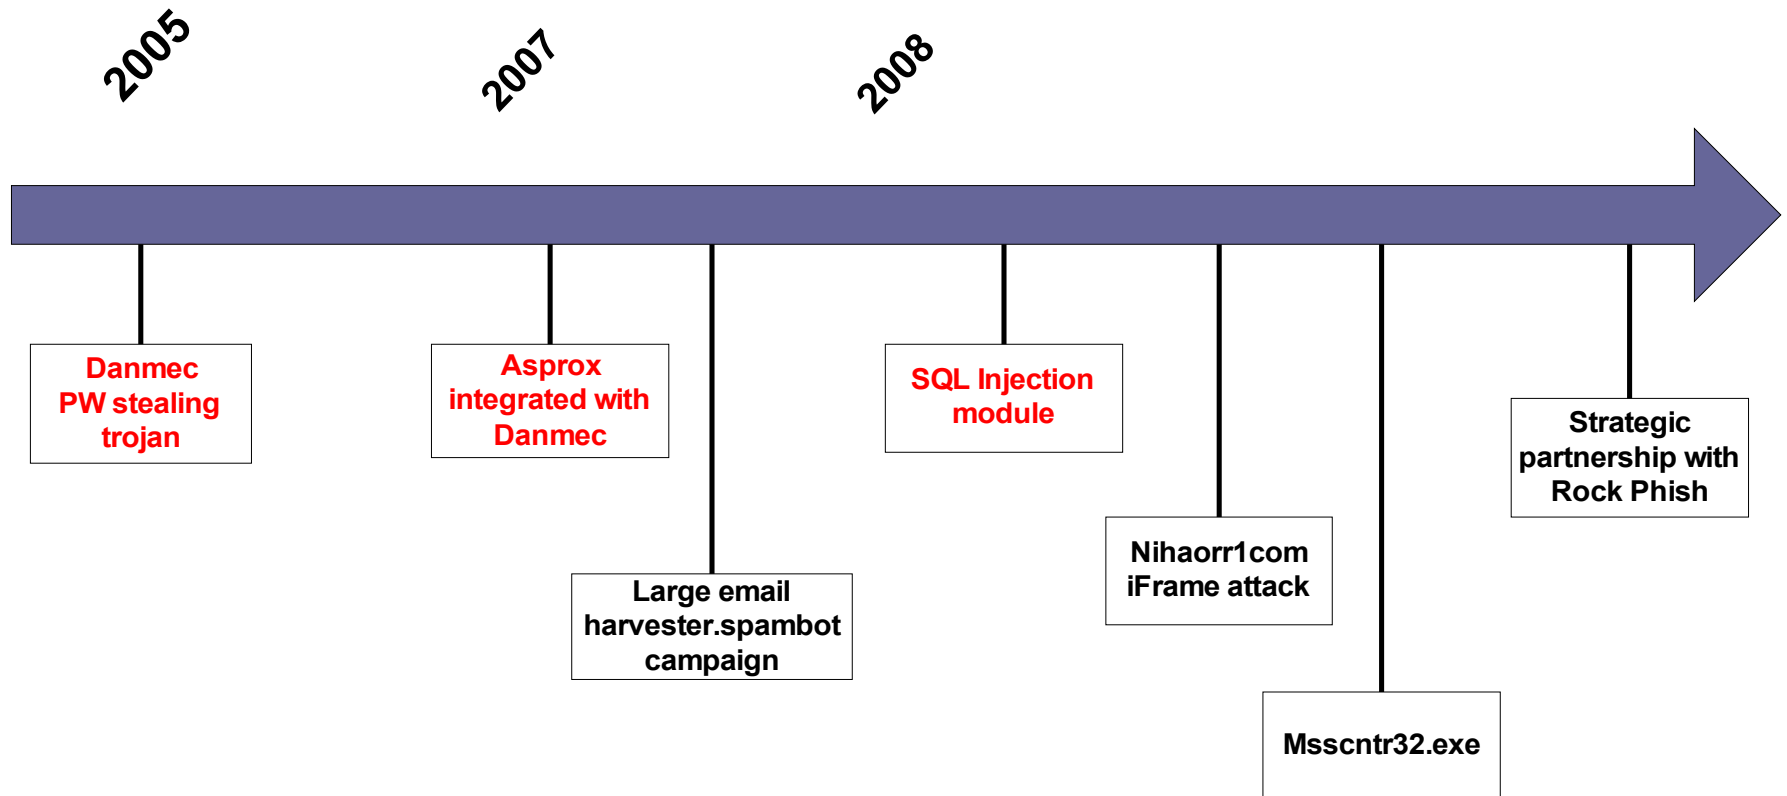 2005
2007
2008
Danmec
PW stealing
trojan
Asprox
integrated with
Danmec
Large email
harvester.spambot
campaign
SQL Injection
module
Nihaorr1com
iFrame attack
Msscntr32.exe
Strategic
partnership with
Rock Phish